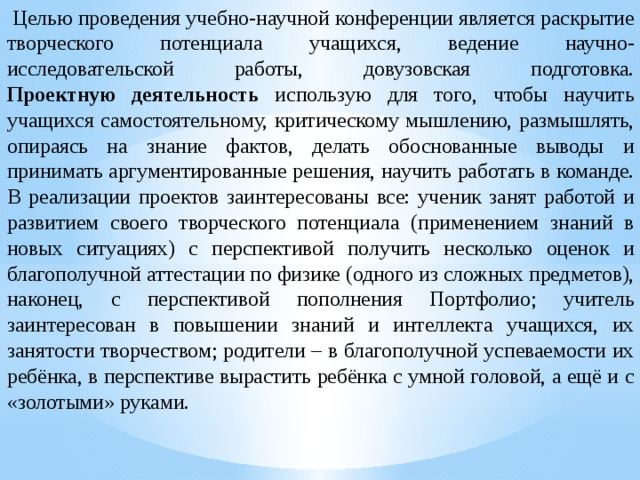 Целью проведения учебно-научной конференции является раскрытие
творческого потенциала учащихся, ведение научно-
исследовательской работы, довузовская подготовка.
Проектную деятельность использую для того, чтобы научить
учащихся самостоятельному, критическому мышлению, размышлять,
опираясь на знание фактов, делать обоснованные выводы и
принимать аргументированные решения, научить работать в команде.
В реализации проектов заинтересованы все: ученик занят работой и
развитием своего творческого потенциала (применением знаний в
новых ситуациях) с перспективой получить несколько оценок и
благополучной аттестации по физике (одного из сложных предметов),
наконец, с перспективой пополнения Портфолио; учитель
заинтересован в повышении знаний и интеллекта учащихся, их
занятости творчеством; родители – в благополучной успеваемости их
ребёнка, в перспективе вырастить ребёнка с умной головой, а ещё и с
«золотыми» руками.